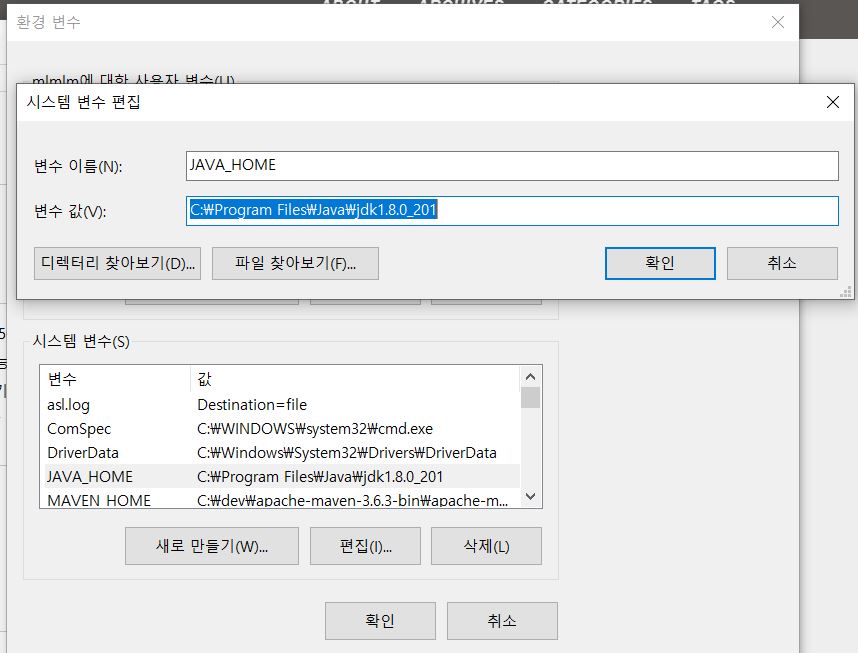 ABOUT ARCHIVES CATEGORIES TAGS
환경 변수
mlmlm에 대한 사용자 변수(U)
시스템 변수 편집
변수 이름(N): JAVA_HOME
변수 값(V): C:₩Program Files₩Java₩jdk1.8.0_201
디렉터리 찾아보기(D)... 파일 찾아보기(F)... 확인 취소
시스템 변수(S)
변수 값
asl.log Destination=file
ComSpec C:₩WINDOWS₩system32₩cmd.exe
DriverData C:₩Windows₩System32₩Drivers₩DriverData
JAVA_HOME C:₩Program Files₩Java₩jdk1.8.0_201
MAVEN_HOME C:₩dev₩apache-maven-3.6.3-bin₩apache-m...
새로 만들기(W)... 편집(I)... 삭제(L)
확인 취소